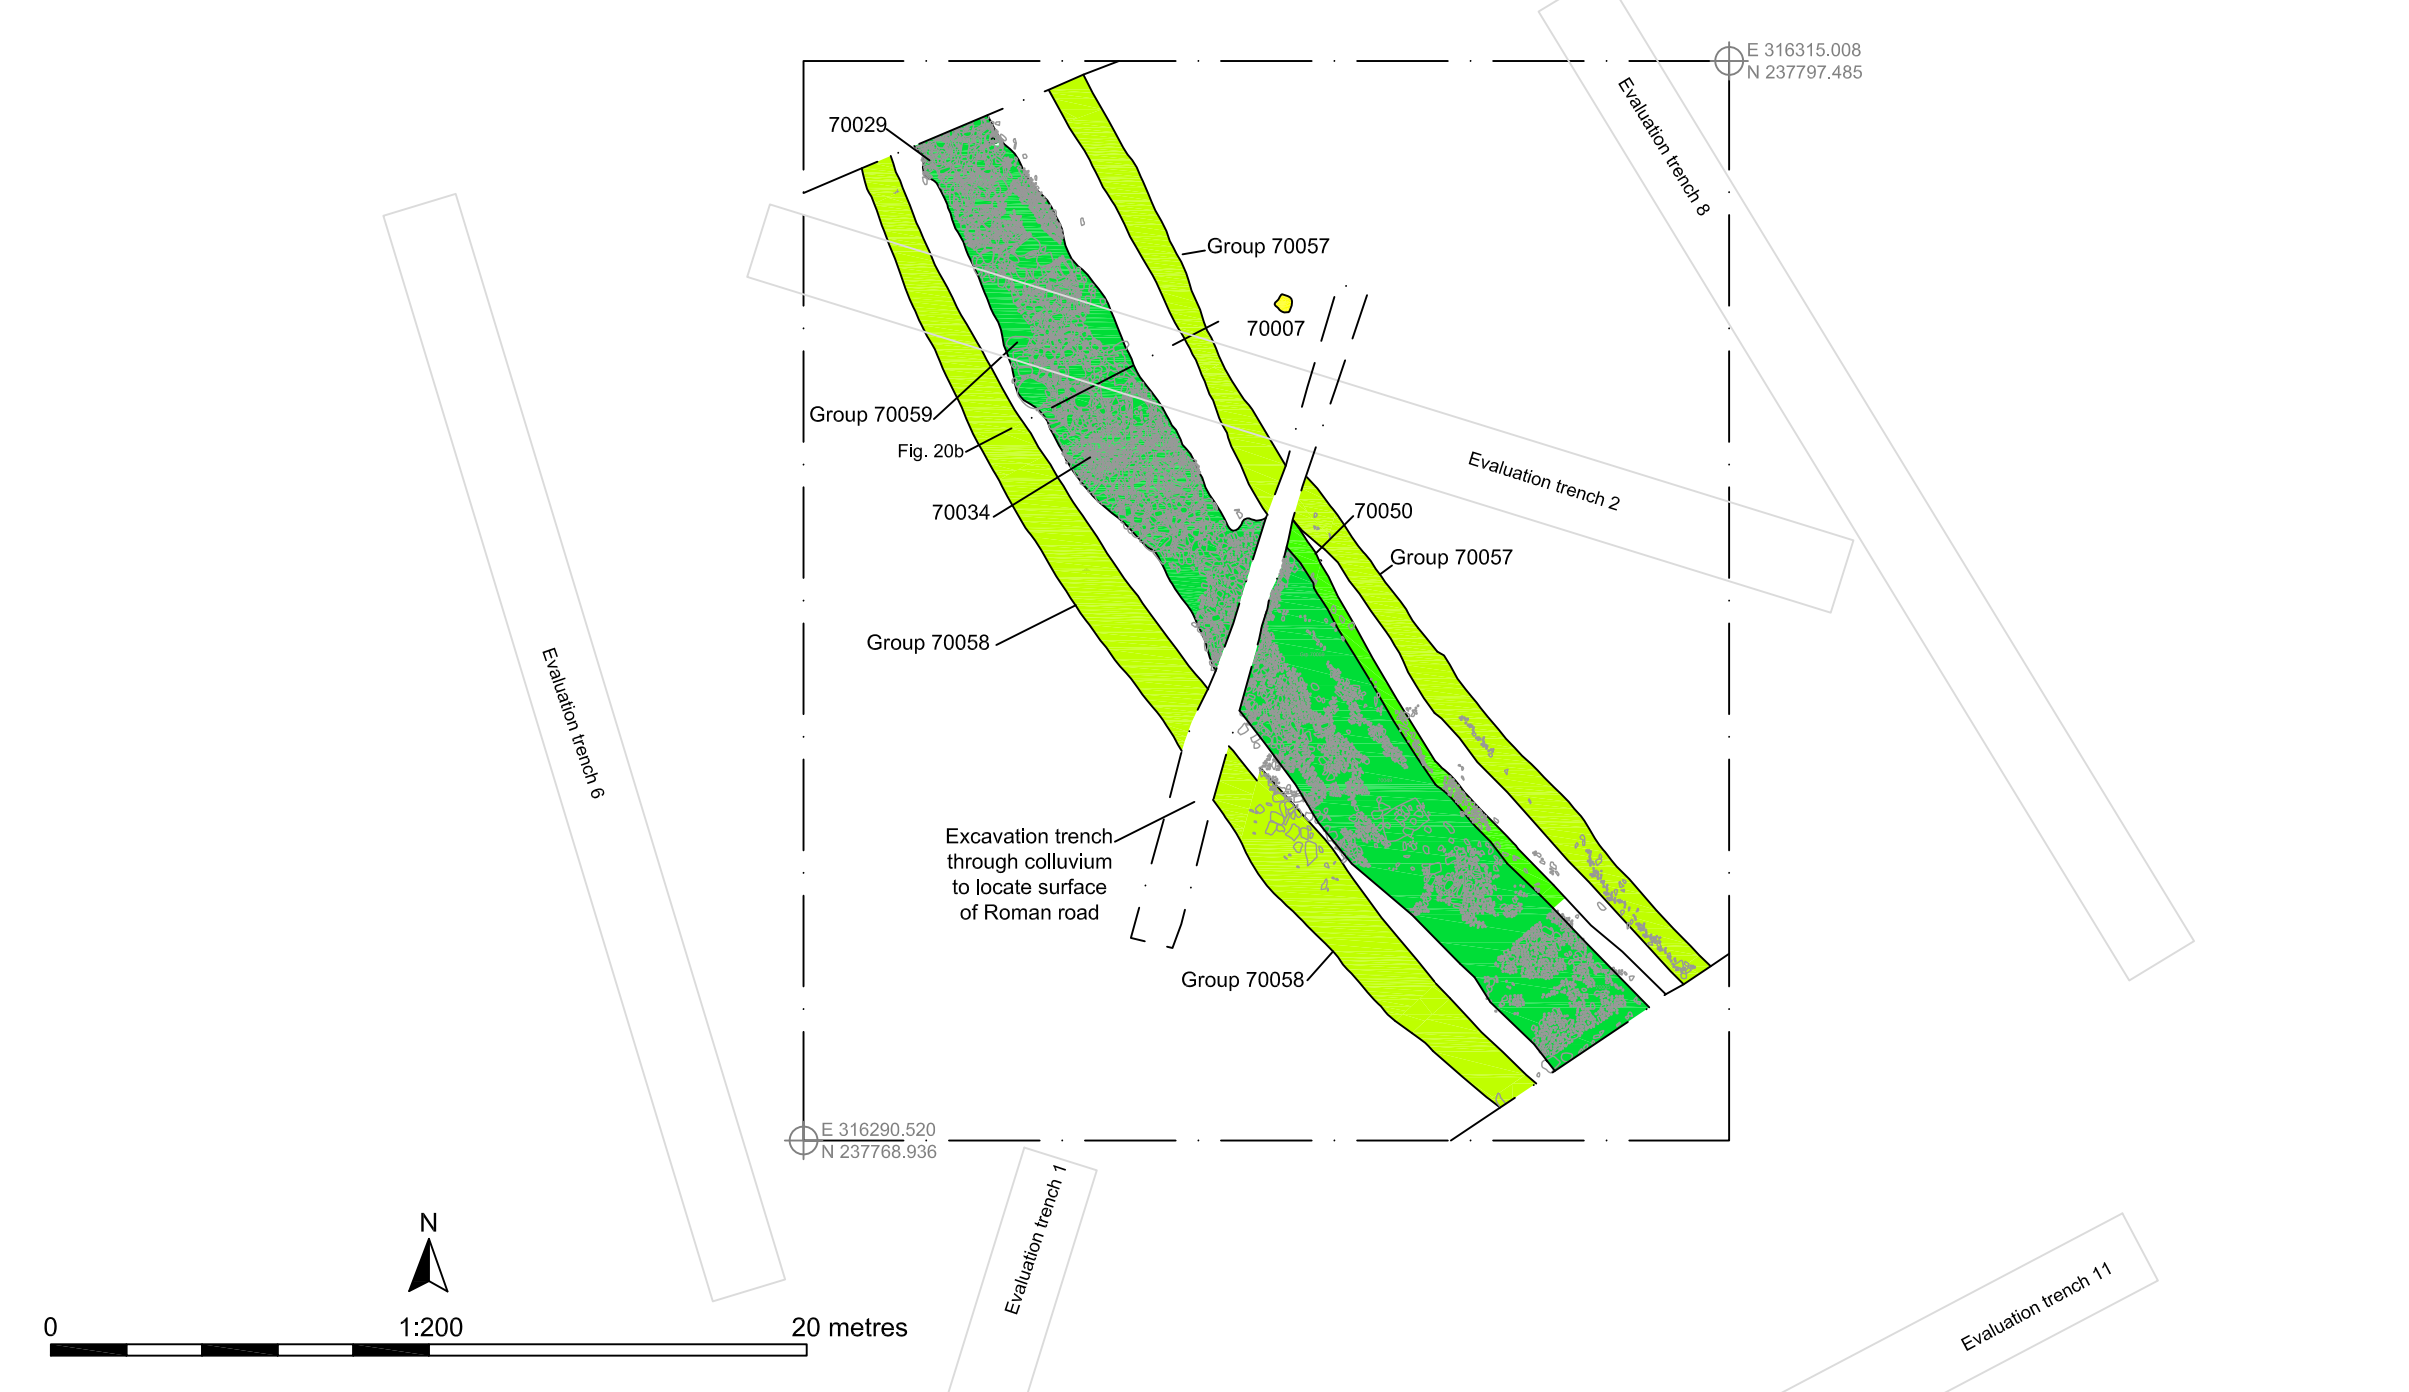 E 316315.008
N 237797.485
Evaluation trench 8
70029
Group 70057
70007
Group 70059
Fig. 20b
70034
Evaluation trench 2
70050
Group 70057
Group 70058
Evaluation trench 6
Excavation trench
through colluvium
to locate surface
of Roman road
Group 70058
E 316290.520
N 237768.936
Evaluation trench 1
Evaluation trench 11
N
0
1:200
20 metres